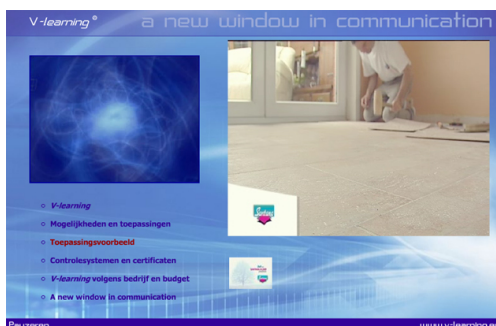 V-learning ®
a new window in communication
V-learning
Mogelijkheden en toepassingen
Toepassingsvoorbeeld
Controlesystemen en certificaten
V-learning volgens bedrijf en budget
A new window in communication
Pauzeren